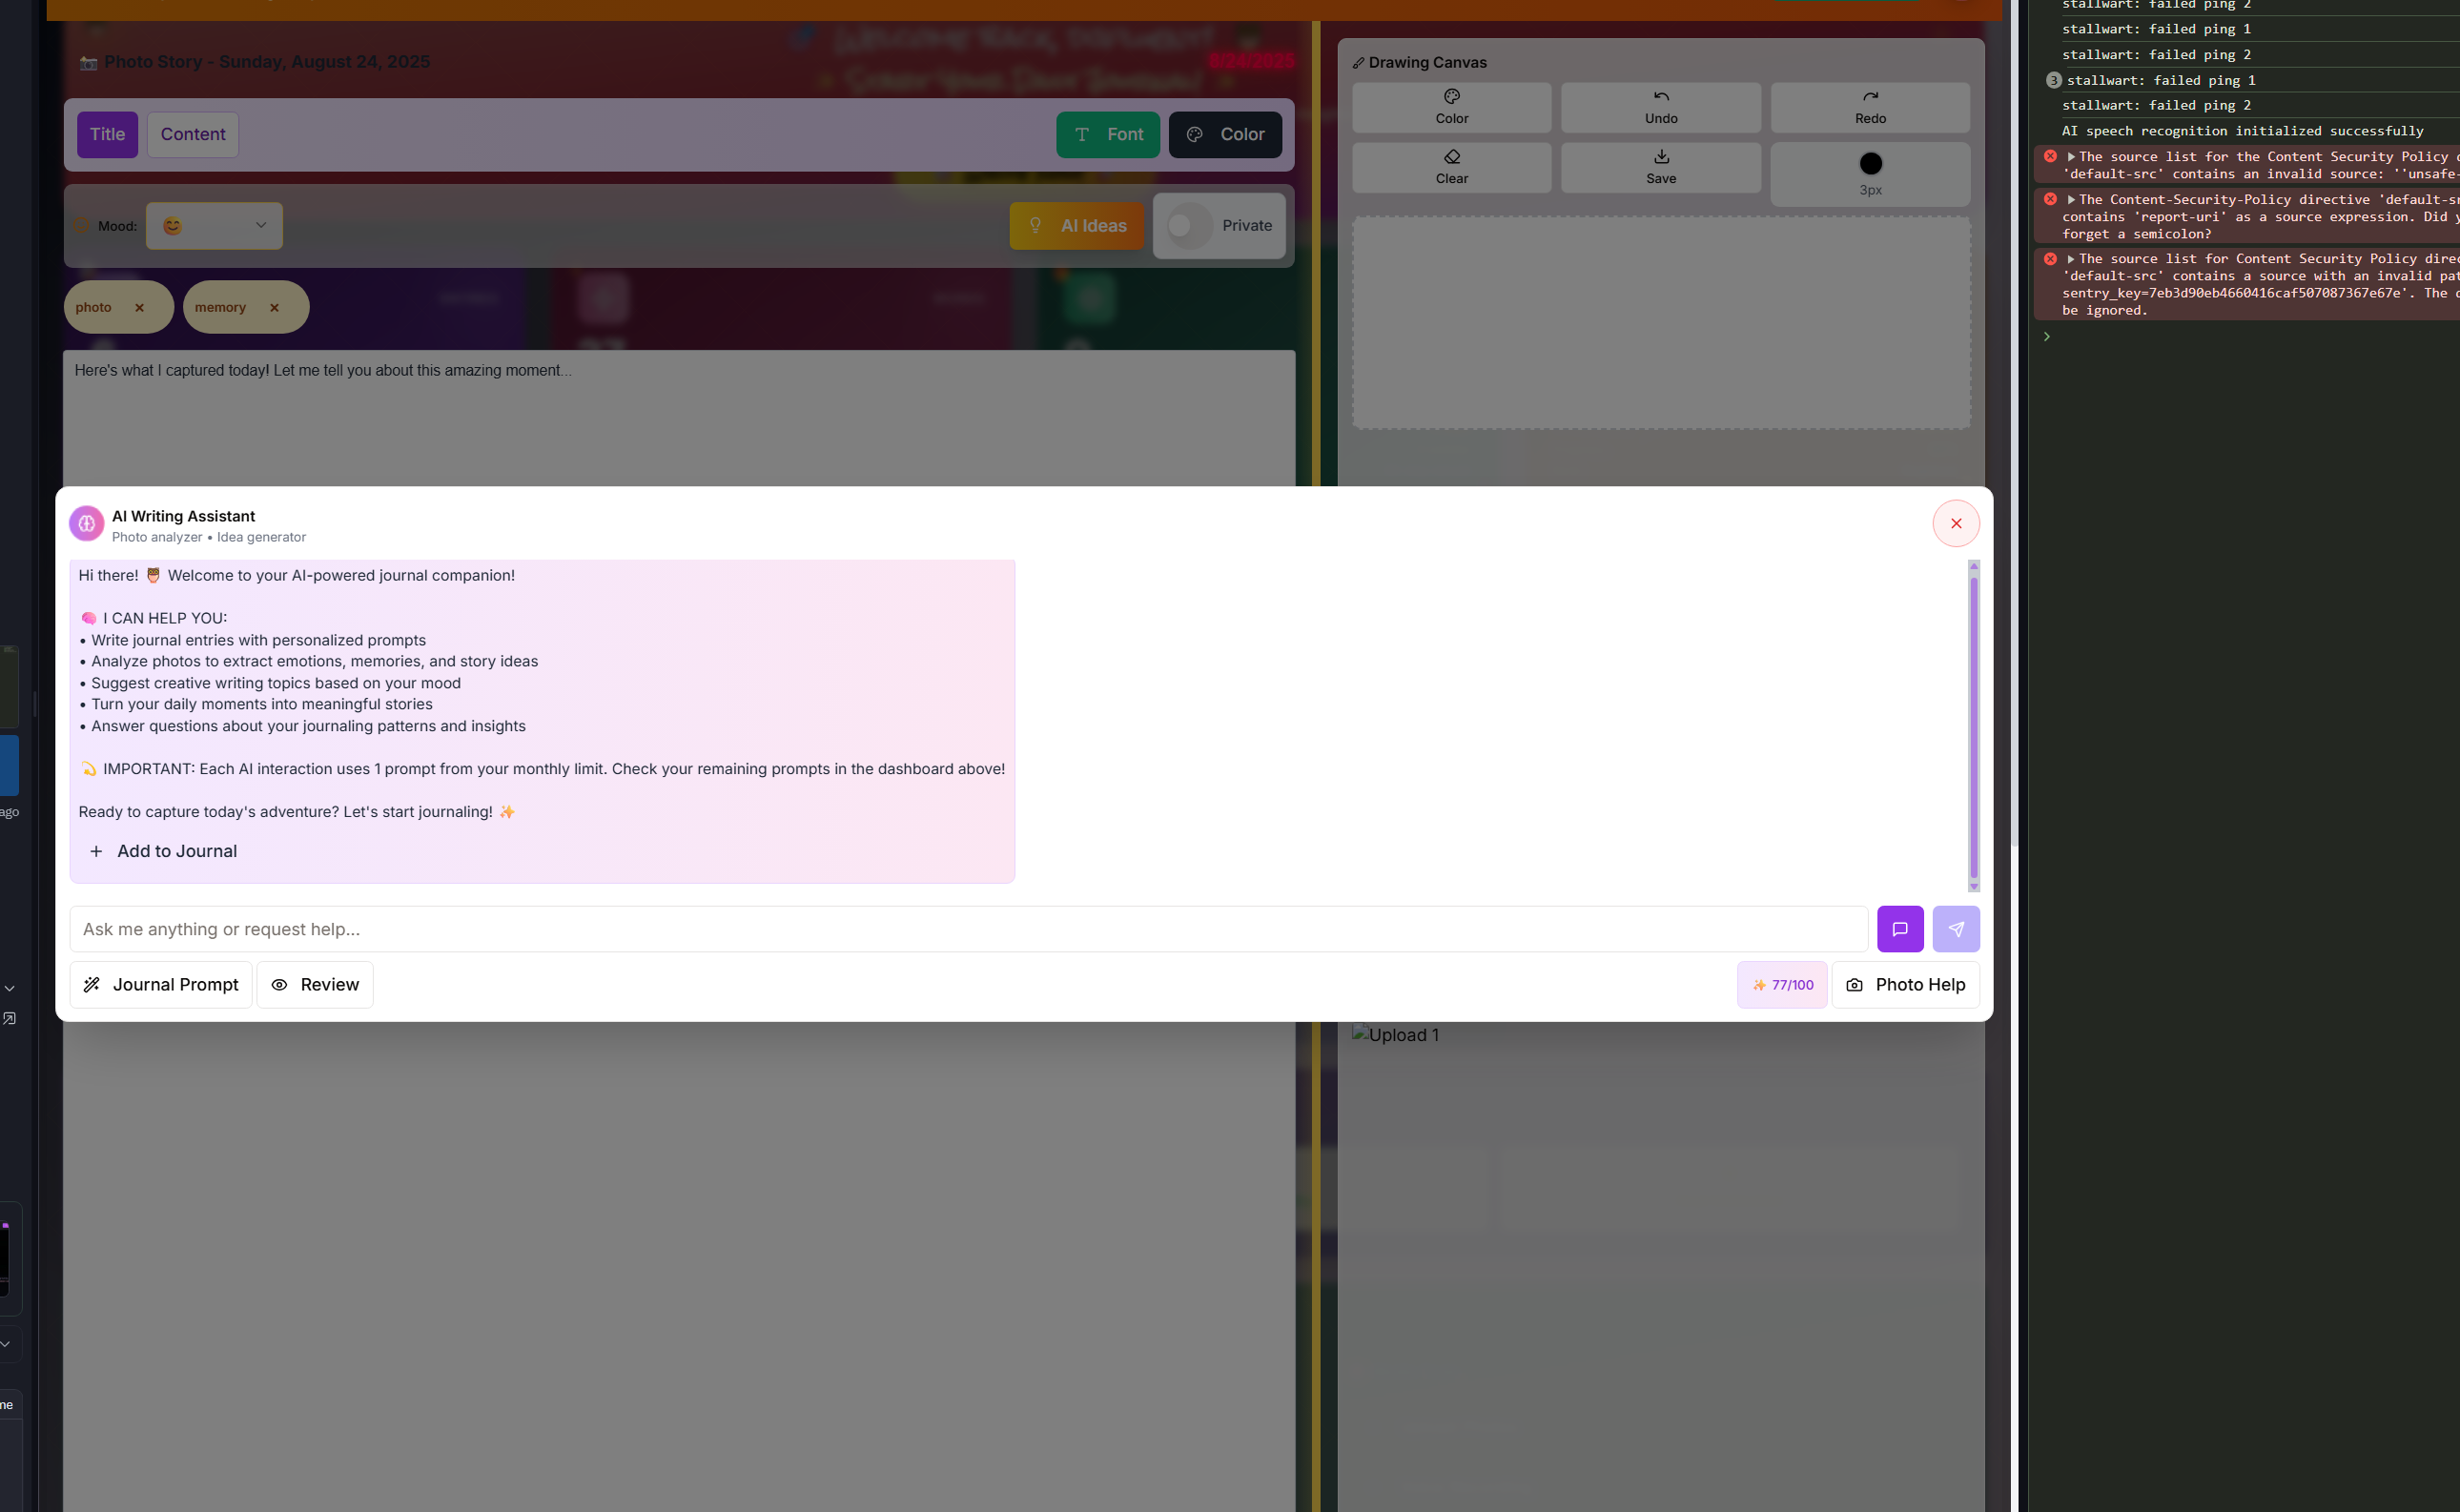 Photo Story - Sunday, August 24, 2025
8/24/2025
Title
Content
Font
Color
Mood:
AI Ideas
Private
photo ×
memory ×
Here's what I captured today! Let me tell you about this amazing moment...
Drawing Canvas
Color
Undo
Redo
Clear
Save
3px
AI Writing Assistant
Photo analyzer • Idea generator
Hi there! 🦉 Welcome to your AI-powered journal companion!
🧠 I CAN HELP YOU:
• Write journal entries with personalized prompts
• Analyze photos to extract emotions, memories, and story ideas
• Suggest creative writing topics based on your mood
• Turn your daily moments into meaningful stories
• Answer questions about your journaling patterns and insights
💫 IMPORTANT: Each AI interaction uses 1 prompt from your monthly limit. Check your remaining prompts in the dashboard above!
Ready to capture today's adventure? Let's start journaling! ✨
+ Add to Journal
Ask me anything or request help...
Journal Prompt
Review
✨ 77/100
Photo Help
Upload 1
ago
me
stallwart: failed ping 2
stallwart: failed ping 1
stallwart: failed ping 2
3 stallwart: failed ping 1
stallwart: failed ping 2
AI speech recognition initialized successfully
The source list for the Content Security Policy
'default-src' contains an invalid source: ''unsafe-
The Content-Security-Policy directive 'default-sr
contains 'report-uri' as a source expression. Did
forget a semicolon?
The source list for Content Security Policy direc
'default-src' contains a source with an invalid pat
sentry_key=7eb3d90eb4660416caf507087367e67e'. The
be ignored.